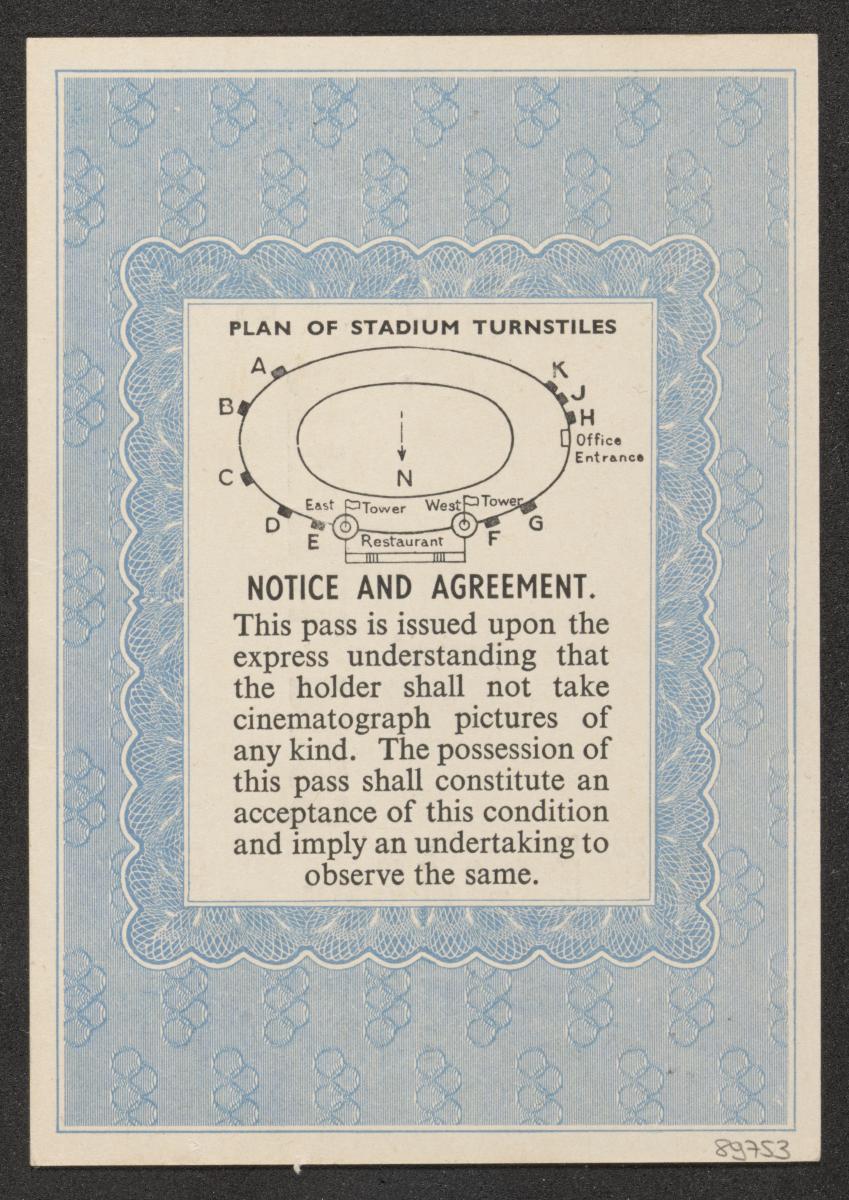 PLAN OF STADIUM TURNSTILES
A
K
J
B
H
Office
Entrance
N
C
East Tower
West Tower
D
E
F
G
Restaurant
NOTICE AND AGREEMENT.
This pass is issued upon the
express understanding that
the holder shall not take
cinematograph pictures of
any kind. The possession of
this pass shall constitute an
acceptance of this condition
and imply an undertaking to
observe the same.
89753